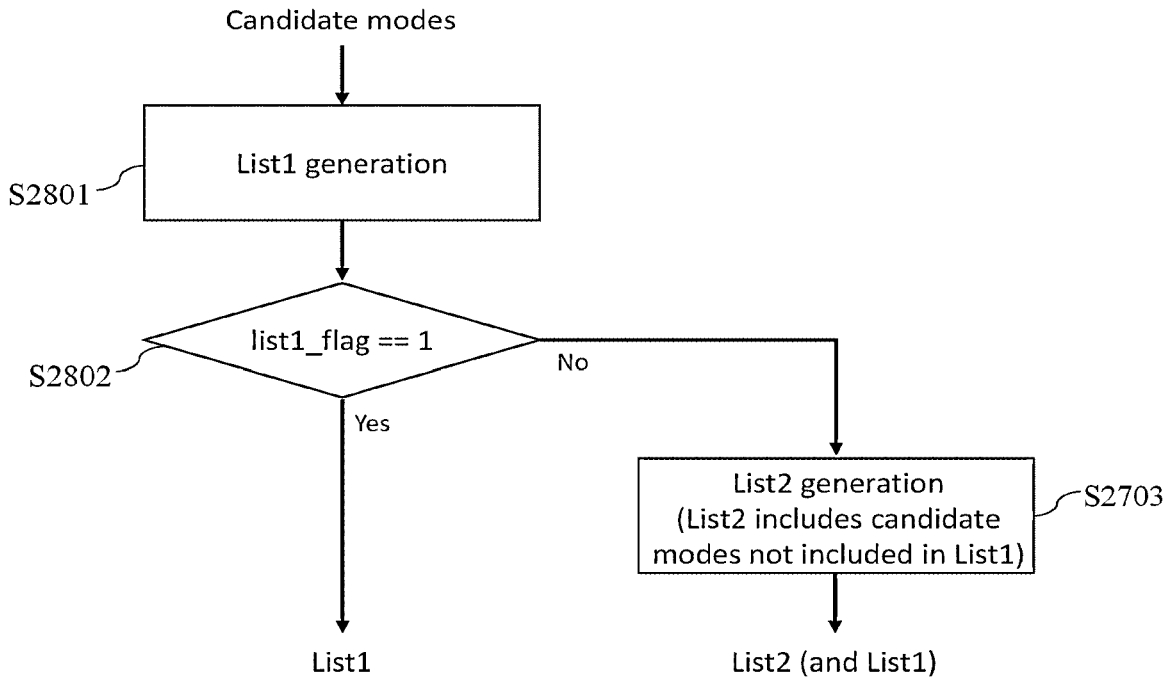 Candidate modes
List1 generation
S2801
list1_flag == 1
S2802
No
Yes
List2 generation
(List2 includes candidate
modes not included in List1)
S2703
List1
List2 (and List1)